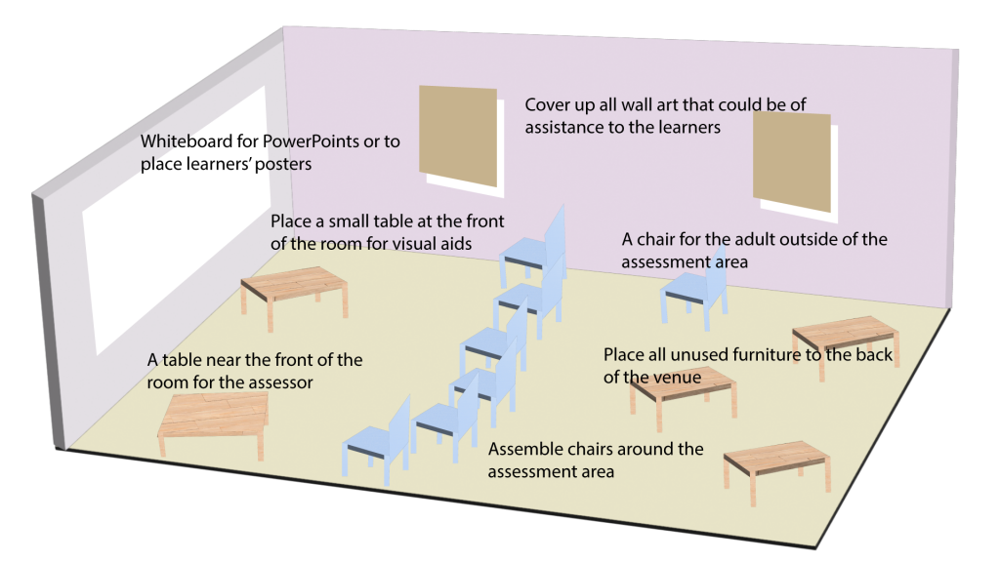 Cover up all wall art that could be of
assistance to the learners
Whiteboard for PowerPoints or to
place learners’ posters
Place a small table at the front
of the room for visual aids
A chair for the adult outside of the
assessment area
A table near the front of the
room for the assessor
Place all unused furniture to the back
of the venue
Assemble chairs around the
assessment area